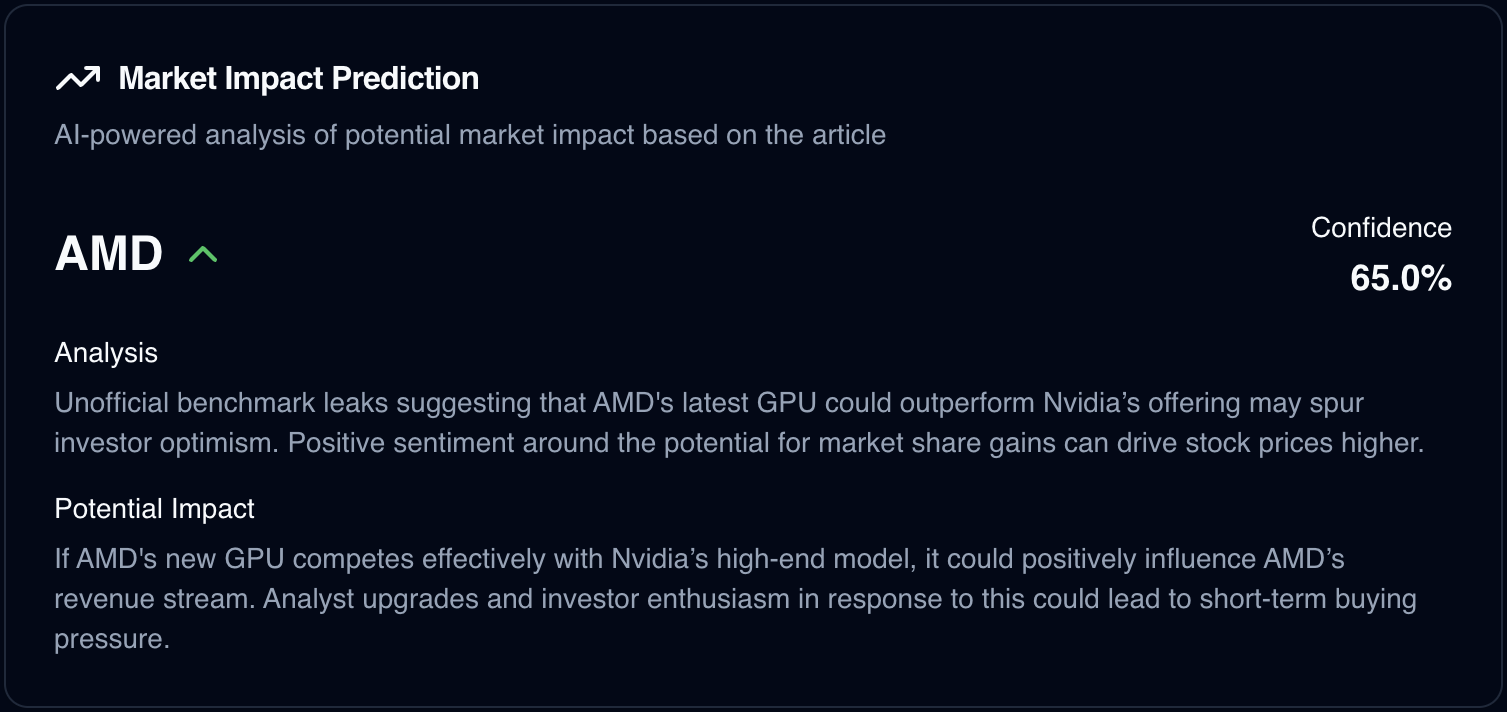 Market Impact Prediction
AI-powered analysis of potential market impact based on the article
AMD
Confidence
65.0%
Analysis
Unofficial benchmark leaks suggesting that AMD's latest GPU could outperform Nvidia’s offering may spur
investor optimism. Positive sentiment around the potential for market share gains can drive stock prices higher.
Potential Impact
If AMD's new GPU competes effectively with Nvidia’s high-end model, it could positively influence AMD’s
revenue stream. Analyst upgrades and investor enthusiasm in response to this could lead to short-term buying
pressure.